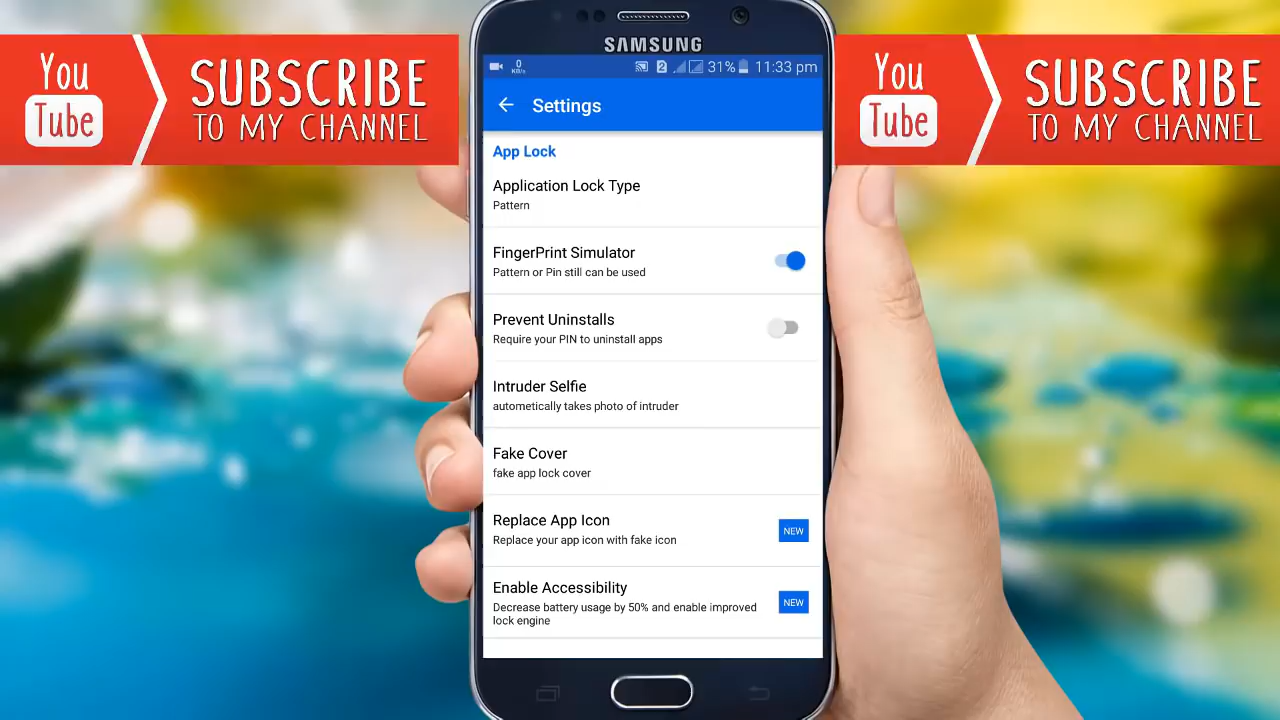 You
Tube
SUBSCRIBE
TO MY CHANNEL
SAMSUNG
0
KB/s
2
31%
11:33 pm
Settings
App Lock
Application Lock Type
Pattern
FingerPrint Simulator
Pattern or Pin still can be used
Prevent Uninstalls
Require your PIN to uninstall apps
Intruder Selfie
automatically takes photo of intruder
Fake Cover
fake app lock cover
Replace App Icon
Replace your app icon with fake icon
NEW
Enable Accessibility
Decrease battery usage by 50% and enable improved
lock engine
NEW
You
Tube
SUBSCRIBE
TO MY CHANNEL